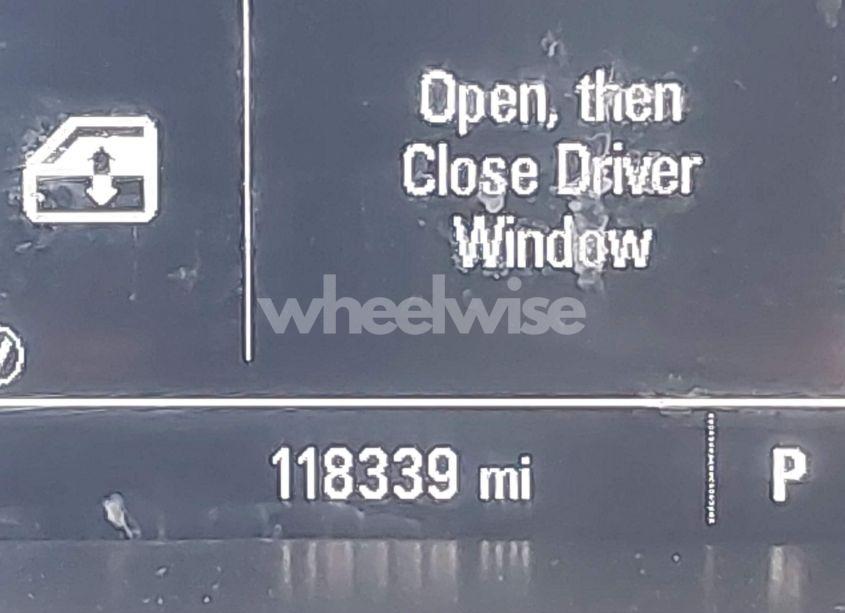 Open, then
Close Driver
Window
wheelwise
118339 mi
P